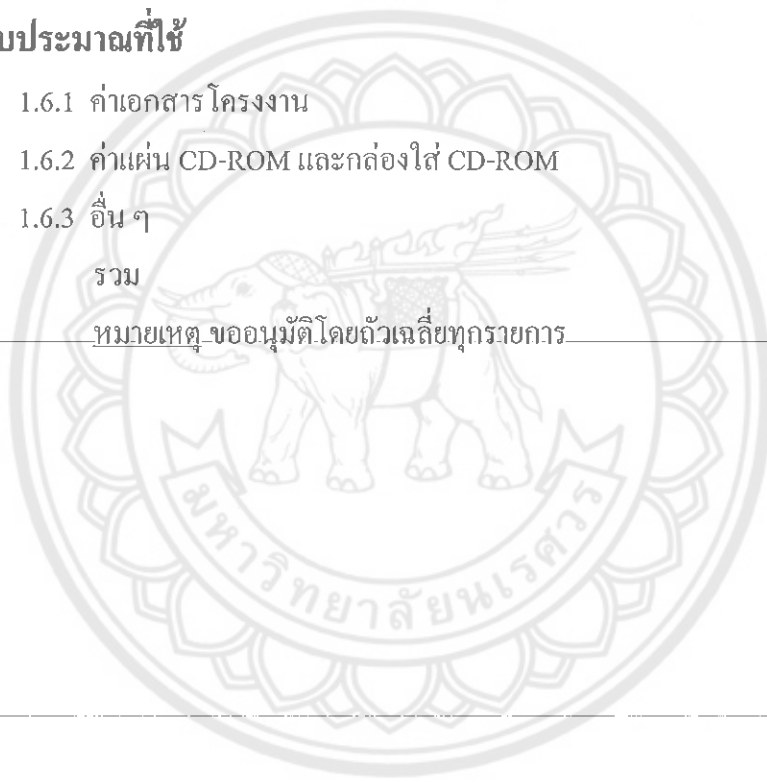 บประมาณที่ใช้
1.6.1 ค่าเอกสารโครงงาน
1.6.2 ค่าแผ่น CD-ROM และกล่องใส่ CD-ROM
1.6.3 อื่น ๆ
รวม
หมายเหตุ ขออนุมัติโดยถัวเฉลี่ยทุกรายการ
มหาวิทยาลัยนเรศวร